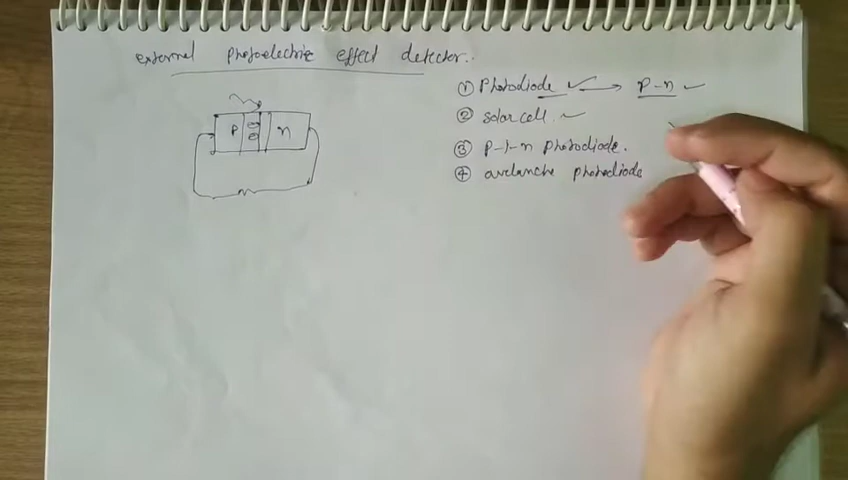 external photoelectric effect detector..
① Photodiode ✓ → P-n ✓
② solar cell.
③ p-i-n photodiode.
④ avalanche photodiode
p n